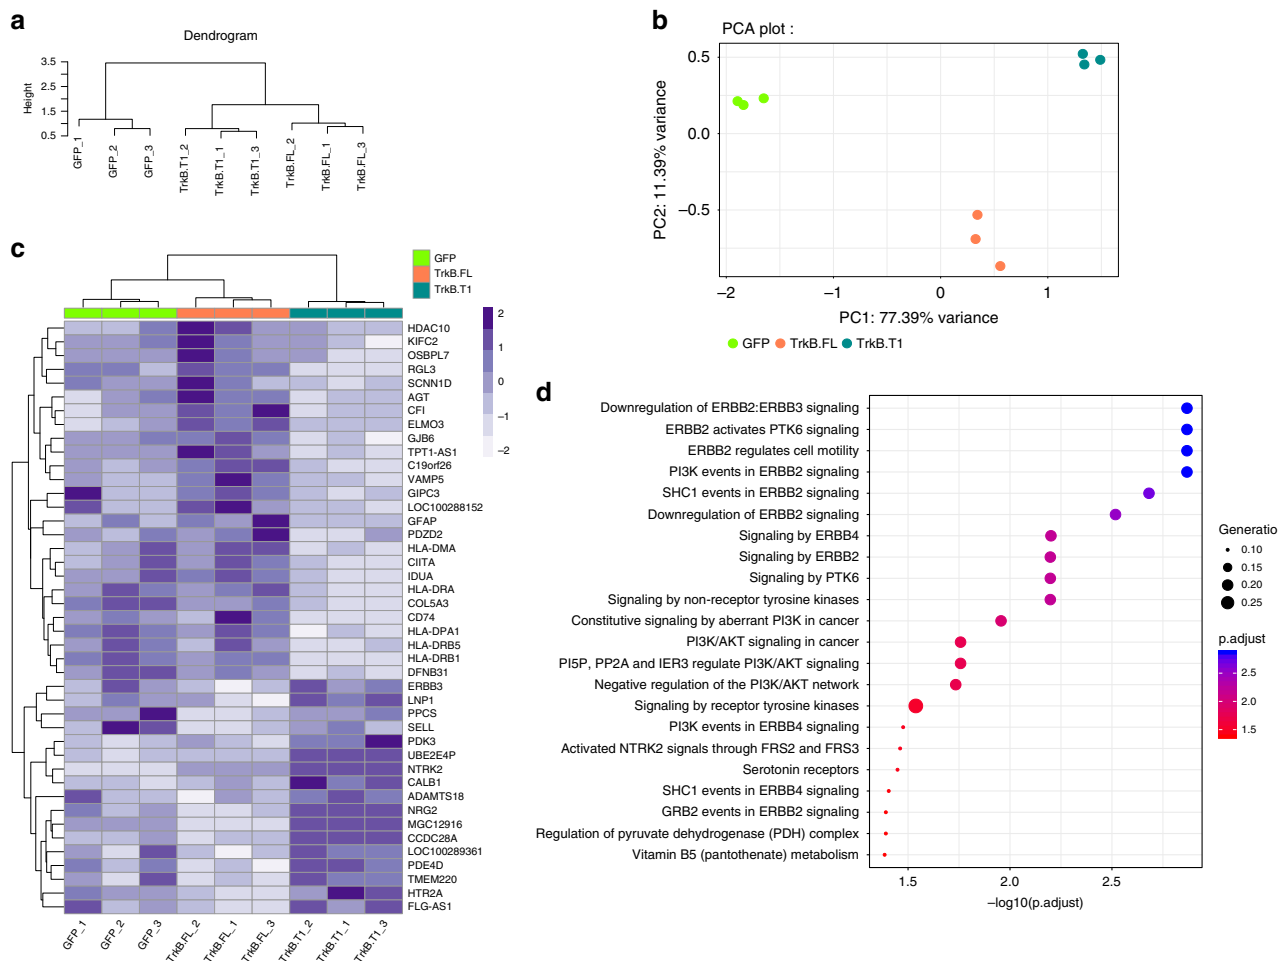 a
Dendrogram
Height
3.5
2.5
1.5
0.5
GFP_1
GFP_2
GFP_3
TrkB.T1_2
TrkB.T1_1
TrkB.T1_3
TrkB.FL_2
TrkB.FL_1
TrkB.FL_3
b
PCA plot :
PC2: 11.39% variance
0.5
0.0
−0.5
−2
−1
0
1
PC1: 77.39% variance
GFP TrkB.FL TrkB.T1
c
GFP
TrkB.FL
TrkB.T1
2
1
0
−1
−2
HDAC10
KIFC2
OSBPL7
RGL3
SCNN1D
AGT
CFI
ELMO3
GJB6
TPT1-AS1
C19orf26
VAMP5
GIPC3
LOC100288152
GFAP
PDZD2
HLA-DMA
CIITA
IDUA
HLA-DRA
COL5A3
CD74
HLA-DPA1
HLA-DRB5
HLA-DRB1
DFNB31
ERBB3
LNP1
PPCS
SELL
PDK3
UBE2E4P
NTRK2
CALB1
ADAMTS18
NRG2
MGC12916
CCDC28A
LOC100289361
PDE4D
TMEM220
HTR2A
FLG-AS1
GFP_1
GFP_2
GFP_3
TrkB.FL_2
TrkB.FL_1
TrkB.FL_3
TrkB.T1_2
TrkB.T1_1
TrkB.T1_3
d
Downregulation of ERBB2:ERBB3 signaling
ERBB2 activates PTK6 signaling
ERBB2 regulates cell motility
PI3K events in ERBB2 signaling
SHC1 events in ERBB2 signaling
Downregulation of ERBB2 signaling
Signaling by ERBB4
Signaling by ERBB2
Signaling by PTK6
Signaling by non-receptor tyrosine kinases
Constitutive signaling by aberrant PI3K in cancer
PI3K/AKT signaling in cancer
PI5P, PP2A and IER3 regulate PI3K/AKT signaling
Negative regulation of the PI3K/AKT network
Signaling by receptor tyrosine kinases
PI3K events in ERBB4 signaling
Activated NTRK2 signals through FRS2 and FRS3
Serotonin receptors
SHC1 events in ERBB4 signaling
GRB2 events in ERBB2 signaling
Regulation of pyruvate dehydrogenase (PDH) complex
Vitamin B5 (pantothenate) metabolism
1.5
2.0
2.5
−log10(p.adjust)
Generatio
0.10
0.15
0.20
0.25
p.adjust
2.5
2.0
1.5